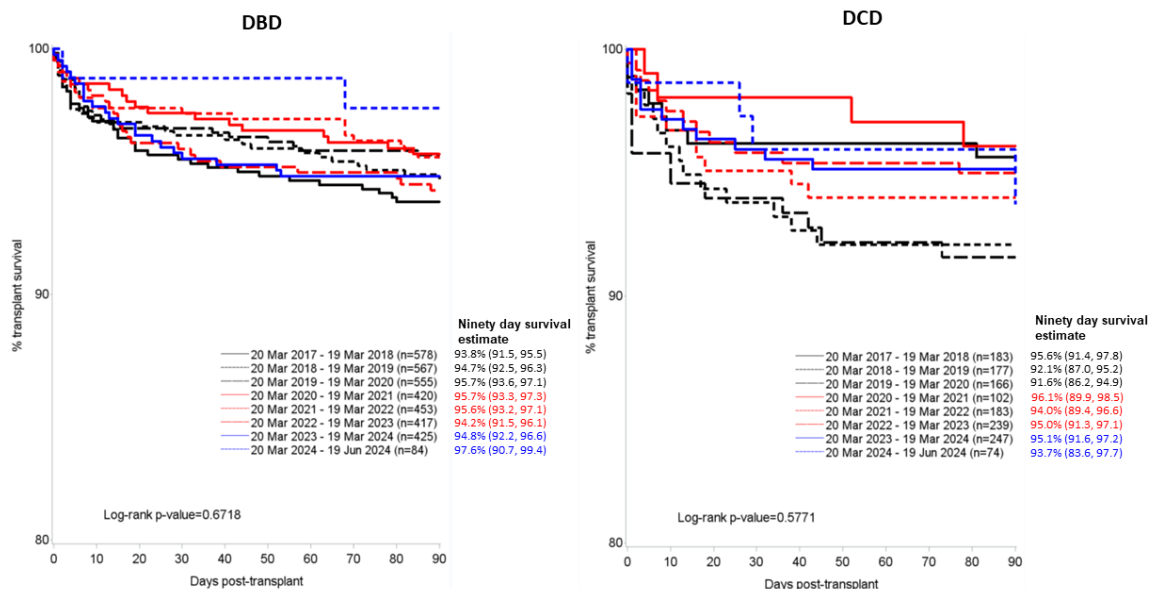 DBD
100
90
80
% transplant survival
0 10 20 30 40 50 60 70 80 90
Days post-transplant
Ninety day survival
estimate
20 Mar 2017 - 19 Mar 2018 (n=578) 93.8% (91.5, 95.5)
20 Mar 2018 - 19 Mar 2019 (n=567) 94.7% (92.5, 96.3)
20 Mar 2019 - 19 Mar 2020 (n=555) 95.7% (93.6, 97.1)
20 Mar 2020 - 19 Mar 2021 (n=420) 95.7% (93.3, 97.3)
20 Mar 2021 - 19 Mar 2022 (n=453) 95.6% (93.2, 97.1)
20 Mar 2022 - 19 Mar 2023 (n=417) 94.2% (91.5, 96.1)
20 Mar 2023 - 19 Mar 2024 (n=425) 94.8% (92.2, 96.6)
20 Mar 2024 - 19 Jun 2024 (n=84) 97.6% (90.7, 99.4)
Log-rank p-value=0.6718
DCD
100
90
80
% transplant survival
0 10 20 30 40 50 60 70 80 90
Days post-transplant
Ninety day survival
estimate
20 Mar 2017 - 19 Mar 2018 (n=183) 95.6% (91.4, 97.8)
20 Mar 2018 - 19 Mar 2019 (n=177) 92.1% (87.0, 95.2)
20 Mar 2019 - 19 Mar 2020 (n=166) 91.6% (86.2, 94.9)
20 Mar 2020 - 19 Mar 2021 (n=102) 96.1% (89.9, 98.5)
20 Mar 2021 - 19 Mar 2022 (n=183) 94.0% (89.4, 96.6)
20 Mar 2022 - 19 Mar 2023 (n=239) 95.0% (91.3, 97.1)
20 Mar 2023 - 19 Mar 2024 (n=247) 95.1% (91.6, 97.2)
20 Mar 2024 - 19 Jun 2024 (n=74) 93.7% (83.6, 97.7)
Log-rank p-value=0.5771